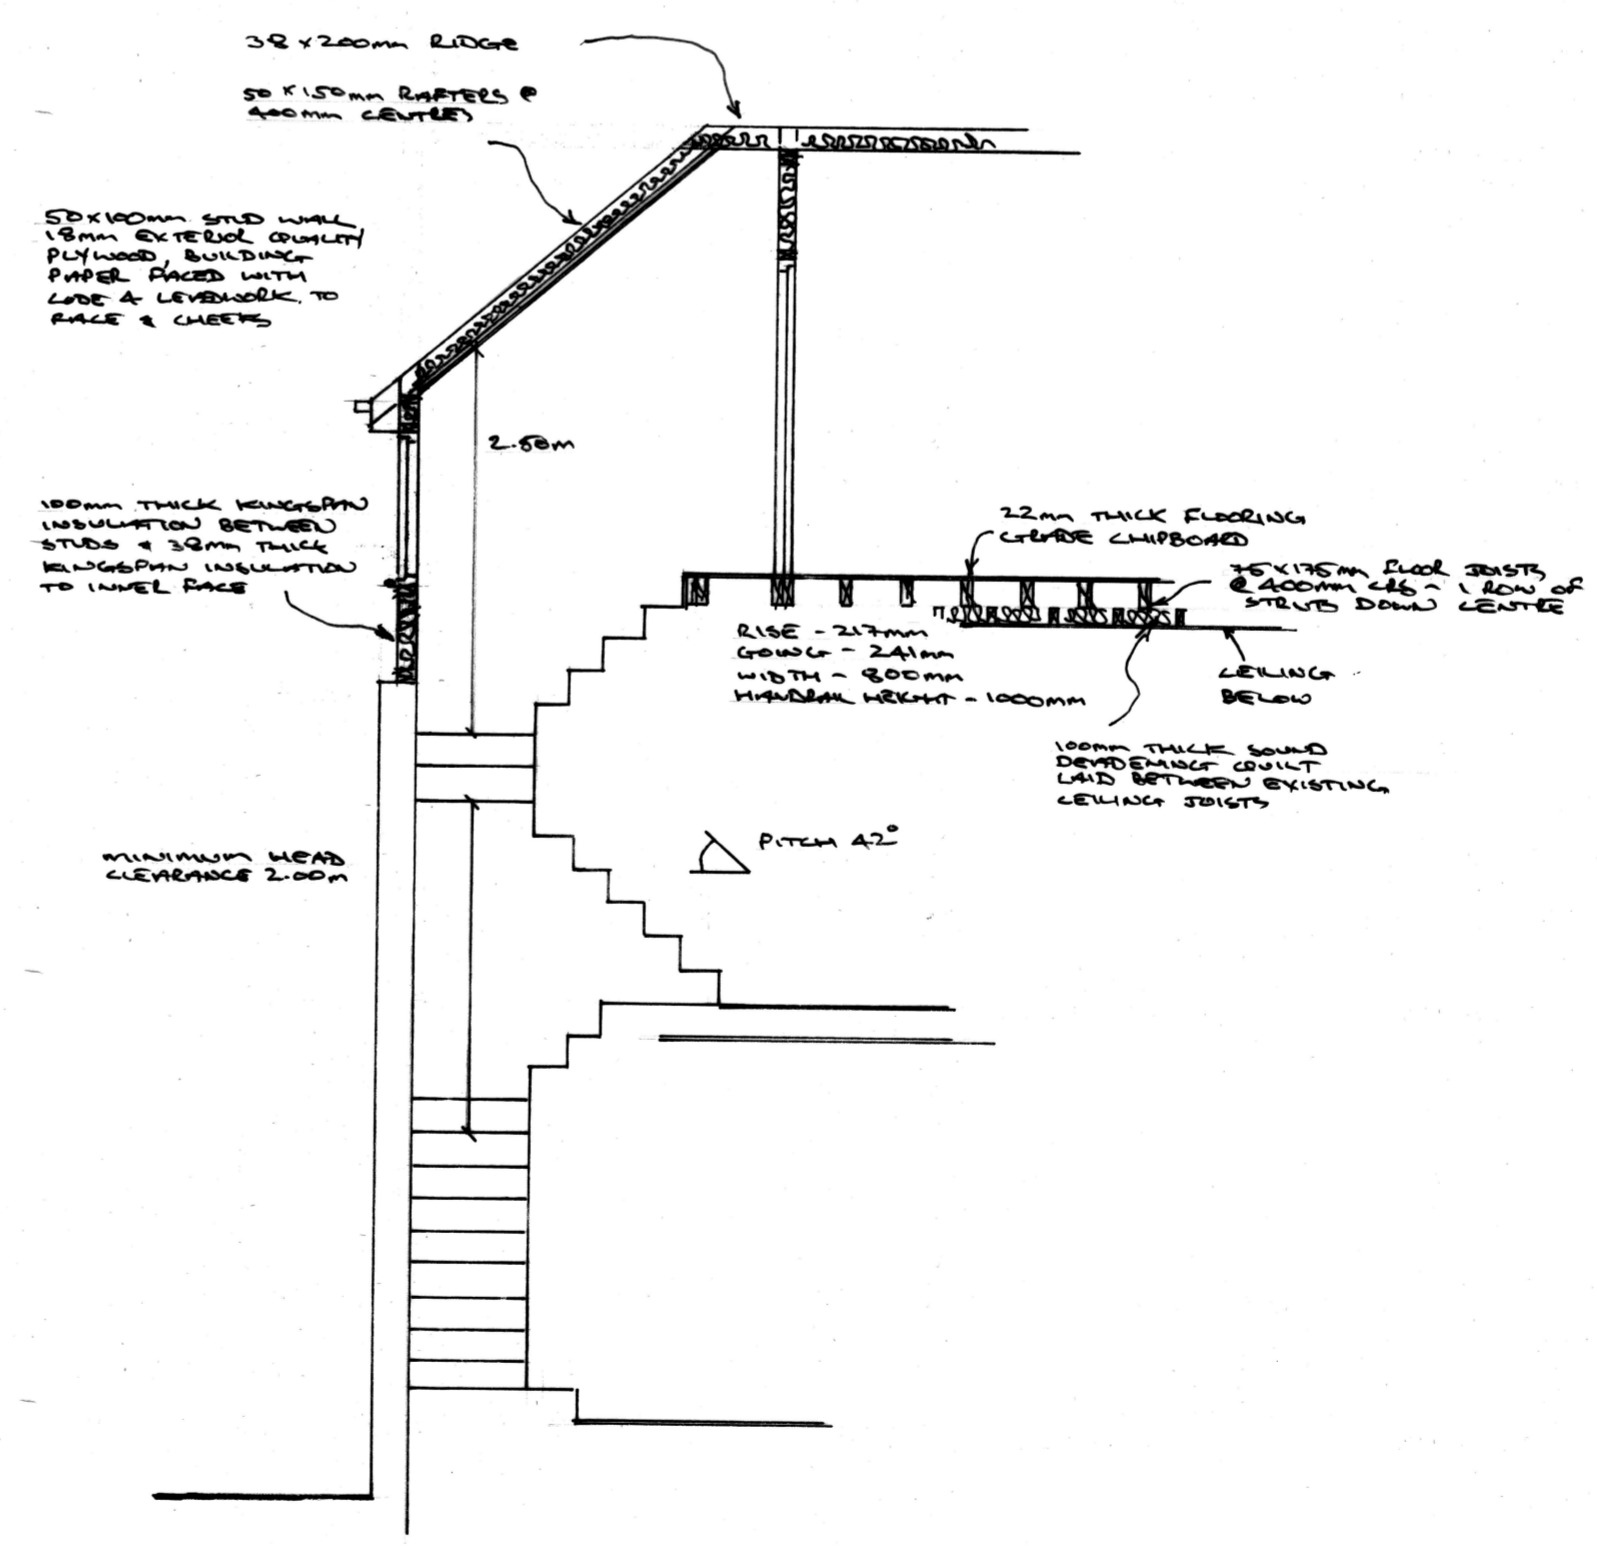 38 x 200mm RIDGE
50 x 150mm RAFTERS @
400mm CENTRES
50 x 100mm STUD WALL
18mm EXTERIOR QUALITY
PLYWOOD, BUILDING
PAPER FACED WITH
CODE 4 LEADWORK TO
FACE & CHEEKS
2.50m
100mm THICK KINGSPAN
INSULATION BETWEEN
STUDS & 38mm THICK
KINGSPAN INSULATION
TO INNER FACE
22mm THICK FLOORING
GRADE CHIPBOARD
75 x 175mm FLOOR JOISTS
@ 400mm CRS - 1 ROW OF
STRUTS DOWN CENTRE
RISE - 217mm
GOING - 241mm
WIDTH - 800mm
HANDRAIL HEIGHT - 1000mm
CEILING
BELOW
100mm THICK SOUND
DEADENING QUILT
LAID BETWEEN EXISTING
CEILING JOISTS
PITCH 42°
MINIMUM HEAD
CLEARANCE 2.00m